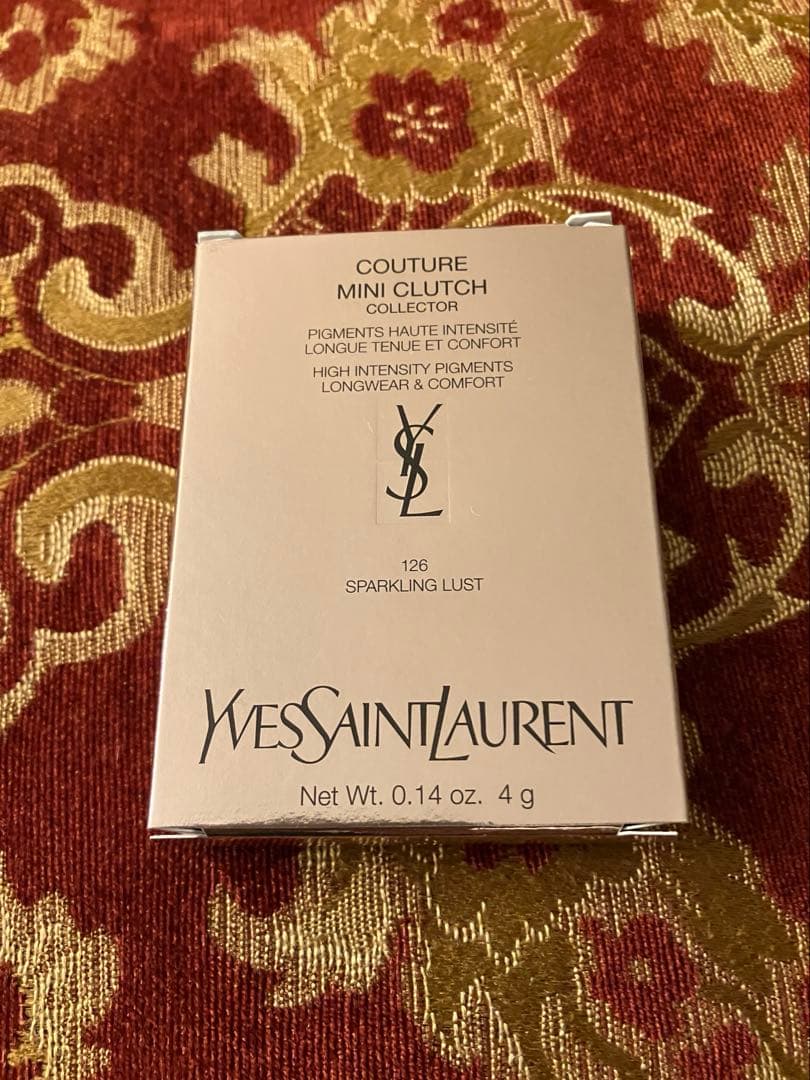 COUTURE
MINI CLUTCH
COLLECTOR
PIGMENTS HAUTE INTENSITÉ
LONGUE TENUE ET CONFORT
HIGH INTENSITY PIGMENTS
LONGWEAR & COMFORT
YSL
126
SPARKLING LUST
YVESSAINTLAURENT
Net Wt. 0.14 oz. 4 g